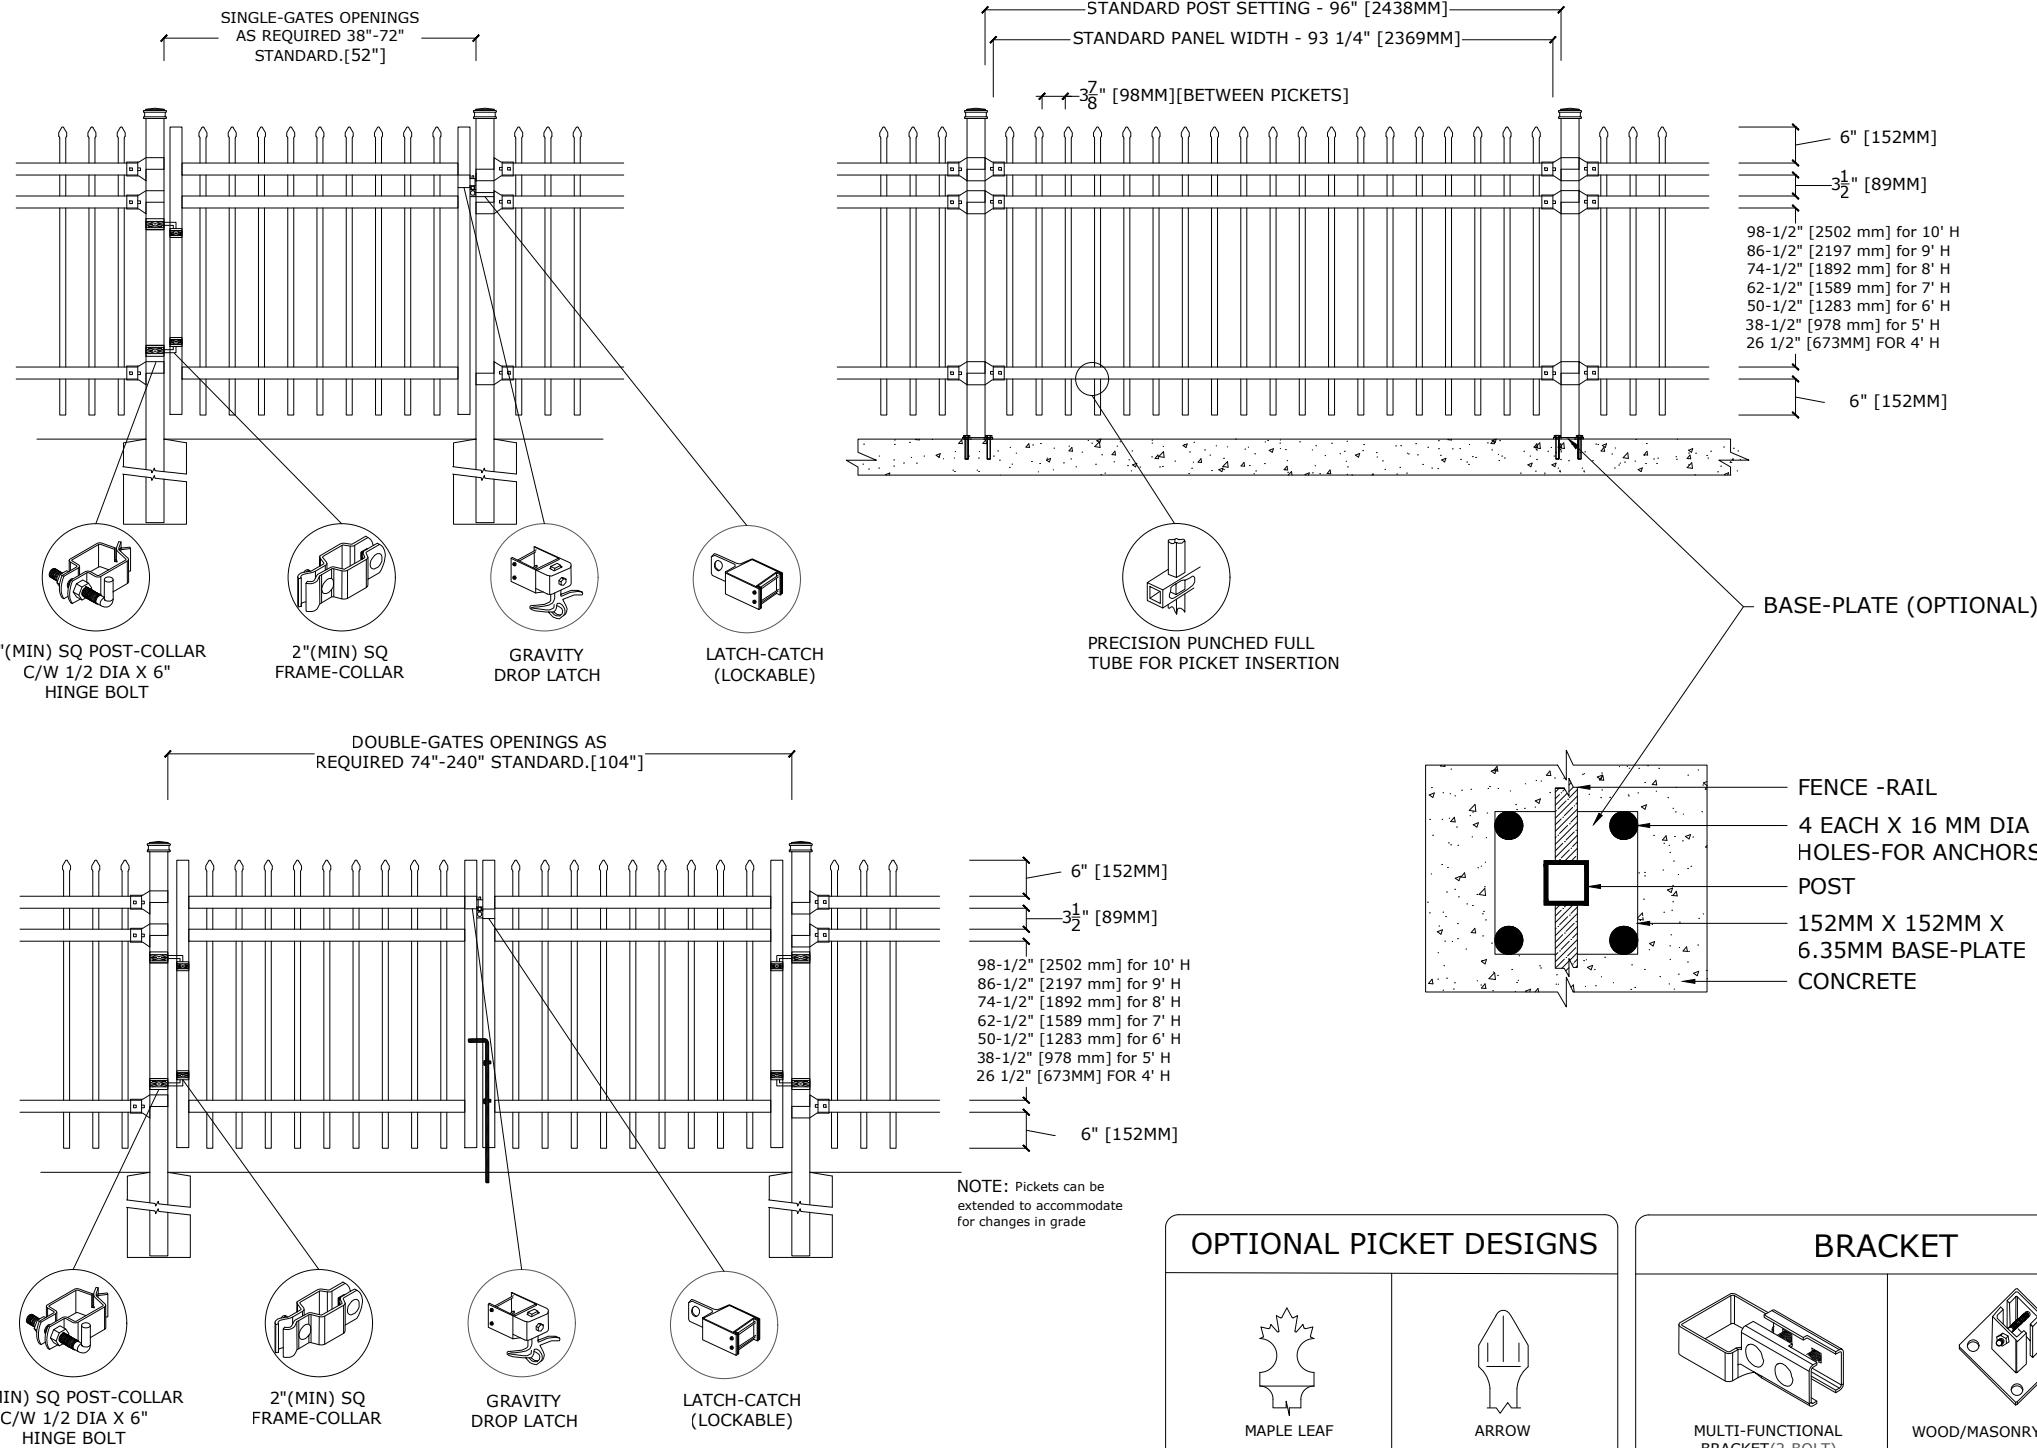 SINGLE-GATES OPENINGS
AS REQUIRED 38"-72"
STANDARD.[52"]
STANDARD POST SETTING - 96" [2438MM]
STANDARD PANEL WIDTH - 93 1/4" [2369MM]
3 7/8" [98MM][BETWEEN PICKETS]
6" [152MM]
3 1/2" [89MM]
98-1/2" [2502 mm] for 10' H
86-1/2" [2197 mm] for 9' H
74-1/2" [1892 mm] for 8' H
62-1/2" [1589 mm] for 7' H
50-1/2" [1283 mm] for 6' H
38-1/2" [978 mm] for 5' H
26 1/2" [673MM] FOR 4' H
6" [152MM]
"(MIN) SQ POST-COLLAR
C/W 1/2 DIA X 6"
HINGE BOLT
2"(MIN) SQ
FRAME-COLLAR
GRAVITY
DROP LATCH
LATCH-CATCH
(LOCKABLE)
PRECISION PUNCHED FULL
TUBE FOR PICKET INSERTION
BASE-PLATE (OPTIONAL)
FENCE -RAIL
4 EACH X 16 MM DIA
HOLES-FOR ANCHORS
POST
152MM X 152MM X
6.35MM BASE-PLATE
CONCRETE
DOUBLE-GATES OPENINGS AS
REQUIRED 74"-240" STANDARD.[104"]
6" [152MM]
3 1/2" [89MM]
98-1/2" [2502 mm] for 10' H
86-1/2" [2197 mm] for 9' H
74-1/2" [1892 mm] for 8' H
62-1/2" [1589 mm] for 7' H
50-1/2" [1283 mm] for 6' H
38-1/2" [978 mm] for 5' H
26 1/2" [673MM] FOR 4' H
6" [152MM]
NOTE: Pickets can be
extended to accommodate
for changes in grade
SQ POST-COLLAR
C/W 1/2 DIA X 6"
HINGE BOLT
2"(MIN) SQ
FRAME-COLLAR
GRAVITY
DROP LATCH
LATCH-CATCH
(LOCKABLE)
OPTIONAL PICKET DESIGNS
MAPLE LEAF
ARROW
BRACKET
MULTI-FUNCTIONAL
BRACKET(2-BOLT)
WOOD/MASONRY